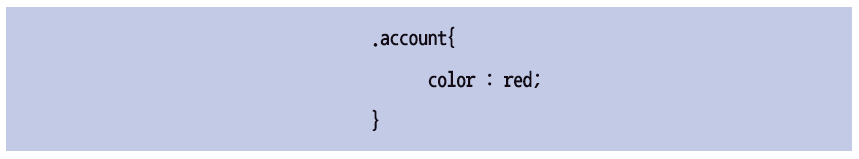 .account{
color : red;
}